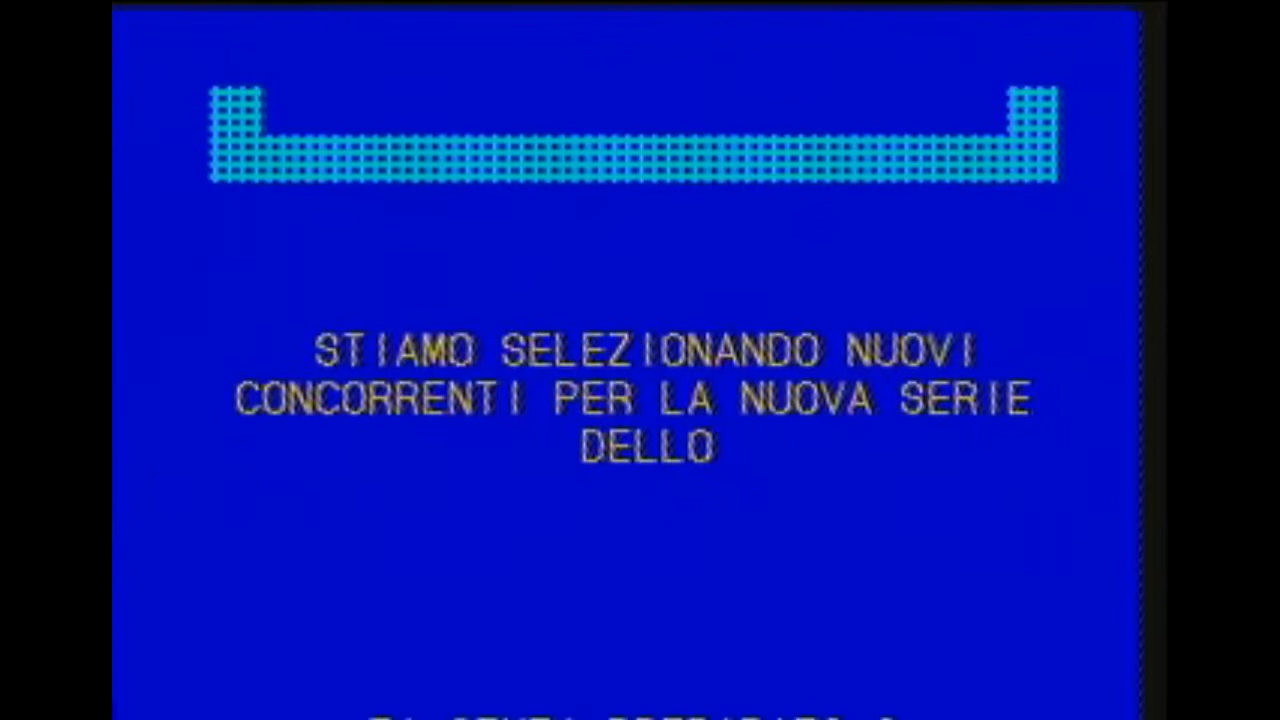 STIAMO SELEZIONANDO NUOVI
CONCORRENTI PER LA NUOVA SERIE
DELLO